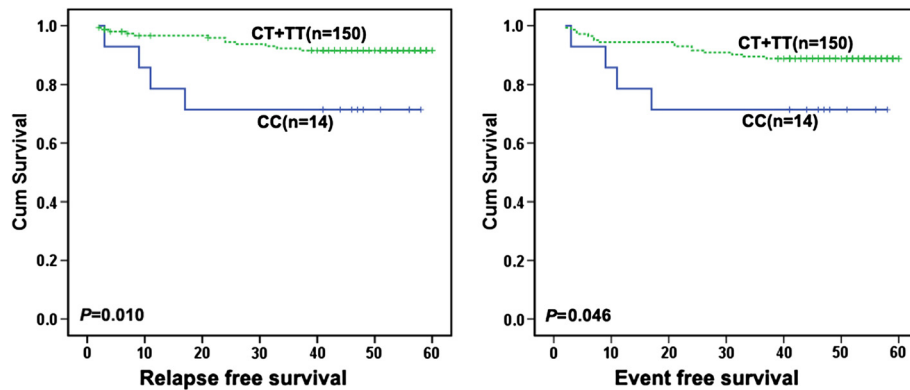 1.0
0.8
0.6
0.4
0.2
0.0
Cum Survival
CT+TT(n=150)
CC(n=14)
P=0.010
0 10 20 30 40 50 60
Relapse free survival
1.0
0.8
0.6
0.4
0.2
0.0
Cum Survival
CT+TT(n=150)
CC(n=14)
P=0.046
0 10 20 30 40 50 60
Event free survival